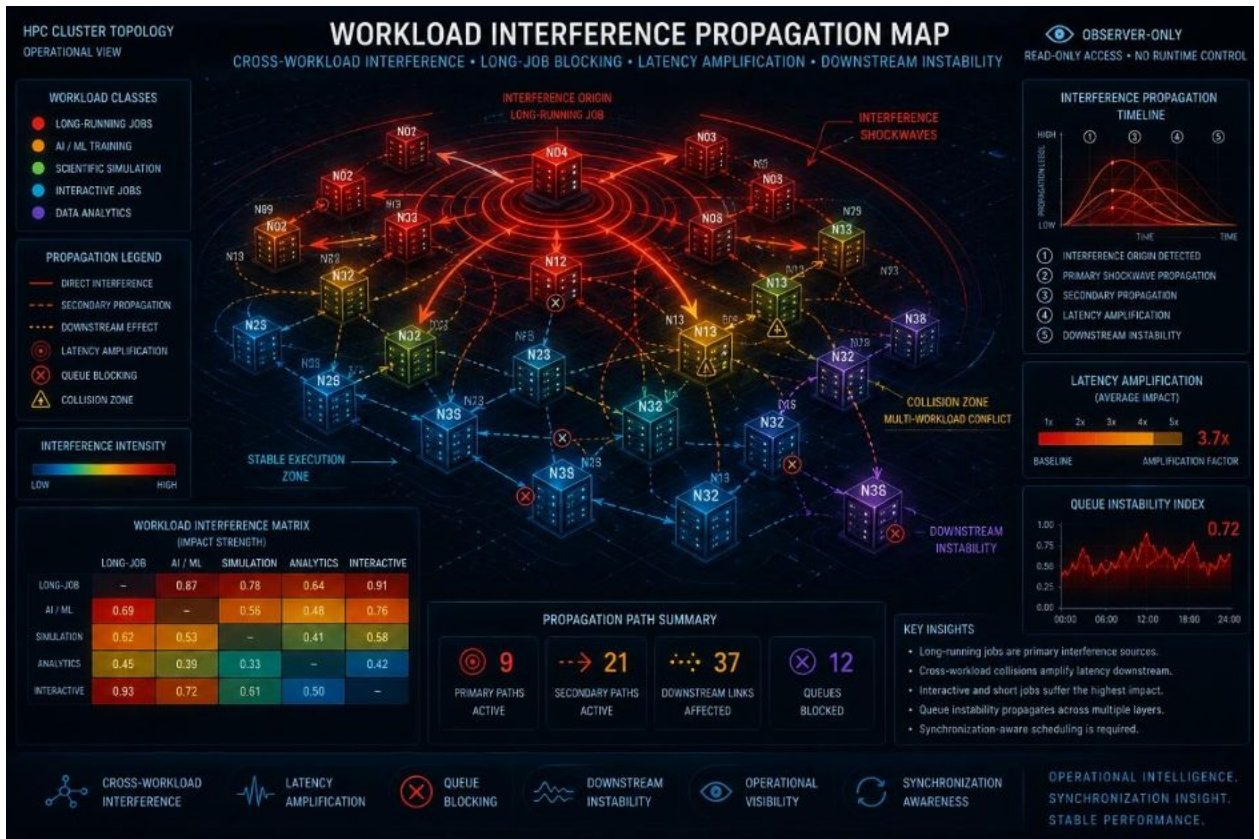 HPC CLUSTER TOPOLOGY
OPERATIONAL VIEW
WORKLOAD INTERFERENCE PROPAGATION MAP
CROSS-WORKLOAD INTERFERENCE • LONG-JOB BLOCKING • LATENCY AMPLIFICATION • DOWNSTREAM INSTABILITY
OBSERVER-ONLY
READ-ONLY ACCESS • NO RUNTIME CONTROL
WORKLOAD CLASSES
LONG-RUNNING JOBS
AI / ML TRAINING
SCIENTIFIC SIMULATION
INTERACTIVE JOBS
DATA ANALYTICS
PROPAGATION LEGEND
DIRECT INTERFERENCE
SECONDARY PROPAGATION
DOWNSTREAM EFFECT
LATENCY AMPLIFICATION
QUEUE BLOCKING
COLLISION ZONE
INTERFERENCE INTENSITY
LOW
HIGH
INTERFERENCE ORIGIN
LONG-RUNNING JOB
INTERFERENCE
SHOCKWAVES
N02
N04
N03
N02
N03
N09
N02
N33
N08
N29
N33
N13
N32
N12
N13
N33
N2S
N32
N23
N13
N13
N38
N2S
N3S
N32
N32
N32
N3S
N2S
N32
N3S
COLLISION ZONE
MULTI-WORKLOAD CONFLICT
STABLE EXECUTION
ZONE
DOWNSTREAM
INSTABILITY
INTERFERENCE PROPAGATION
TIMELINE
HIGH
1
3
4
5
LOW
TIME
TIME
1 INTERFERENCE ORIGIN DETECTED
2 PRIMARY SHOCKWAVE PROPAGATION
3 SECONDARY PROPAGATION
4 LATENCY AMPLIFICATION
5 DOWNSTREAM INSTABILITY
LATENCY AMPLIFICATION
(AVERAGE IMPACT)
1x 2x 3x 4x 5x
3.7x
BASELINE
AMPLIFICATION FACTOR
QUEUE INSTABILITY INDEX
0.72
1.00
0.75
0.50
0.25
0.00
00:00 06:00 12:00 18:00 24:00
WORKLOAD INTERFERENCE MATRIX
(IMPACT STRENGTH)
LONG-JOB AI / ML SIMULATION ANALYTICS INTERACTIVE
LONG-JOB – 0.87 0.78 0.64 0.91
AI / ML 0.69 – 0.56 0.48 0.76
SIMULATION 0.62 0.53 – 0.41 0.58
ANALYTICS 0.45 0.39 0.33 – 0.42
INTERACTIVE 0.93 0.72 0.61 0.50 –
PROPAGATION PATH SUMMARY
9
PRIMARY PATHS
ACTIVE
21
SECONDARY PATHS
ACTIVE
37
DOWNSTREAM LINKS
AFFECTED
12
QUEUES
BLOCKED
KEY INSIGHTS
• Long-running jobs are primary interference sources.
• Cross-workload collisions amplify latency downstream.
• Interactive and short jobs suffer the highest impact.
• Queue instability propagates across multiple layers.
• Synchronization-aware scheduling is required.
CROSS-WORKLOAD
INTERFERENCE
LATENCY
AMPLIFICATION
QUEUE
BLOCKING
DOWNSTREAM
INSTABILITY
OPERATIONAL
VISIBILITY
SYNCHRONIZATION
AWARENESS
OPERATIONAL INTELLIGENCE.
SYNCHRONIZATION INSIGHT.
STABLE PERFORMANCE.